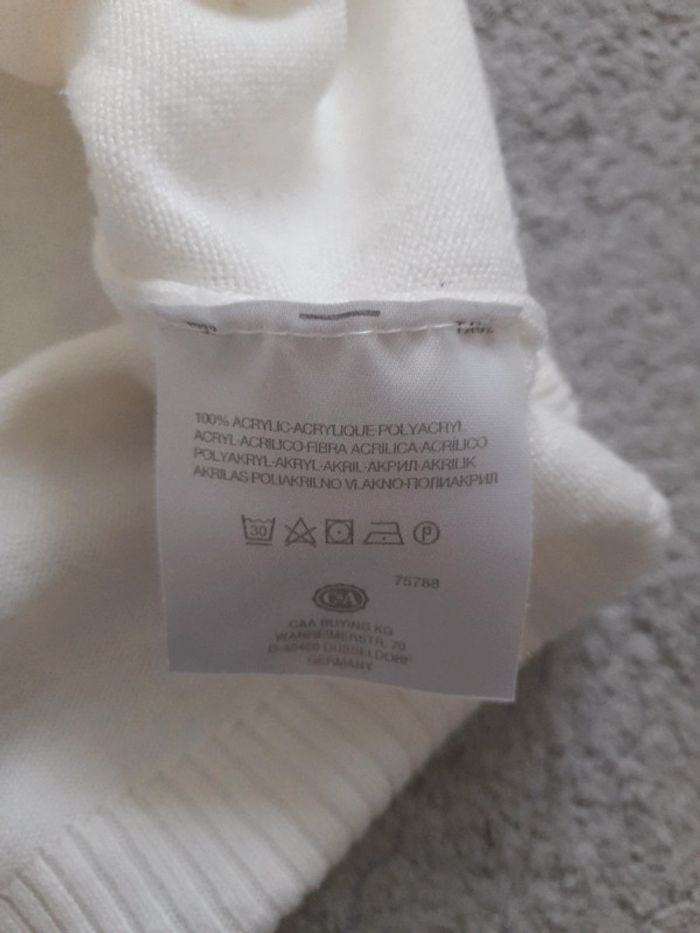 100% ACRYLIC·ACRYLIQUE·POLYACRYL
ACRYL·ACRILICO·FIBRA ACRILICA·ACRILICO
POLYAKRYL·AKRYL·AKRIL·АКРИЛ·AKRILIK
AKRILAS·POLIAKRILNO VLAKNO·ПОЛИАКРИЛ
30 P
75788
C&A
C&A BUYING KG
WANHEIMERSTR. 70
D-40468 DÜSSELDORF
GERMANY